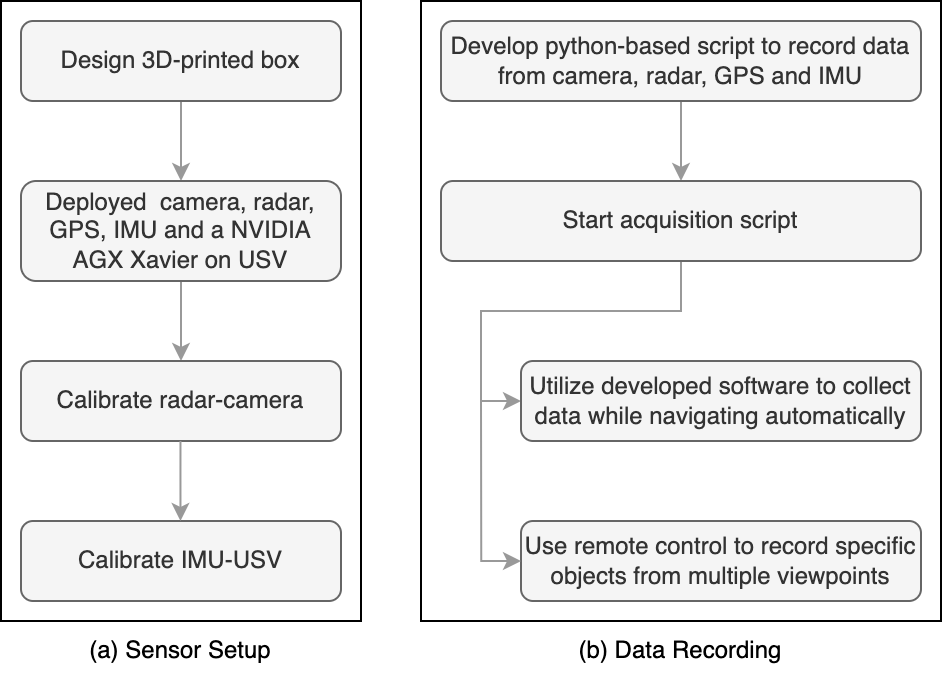 Design 3D-printed box
Deployed camera, radar,
GPS, IMU and a NVIDIA
AGX Xavier on USV
Calibrate radar-camera
Calibrate IMU-USV
(a) Sensor Setup
Develop python-based script to record data
from camera, radar, GPS and IMU
Start acquisition script
Utilize developed software to collect
data while navigating automatically
Use remote control to record specific
objects from multiple viewpoints
(b) Data Recording